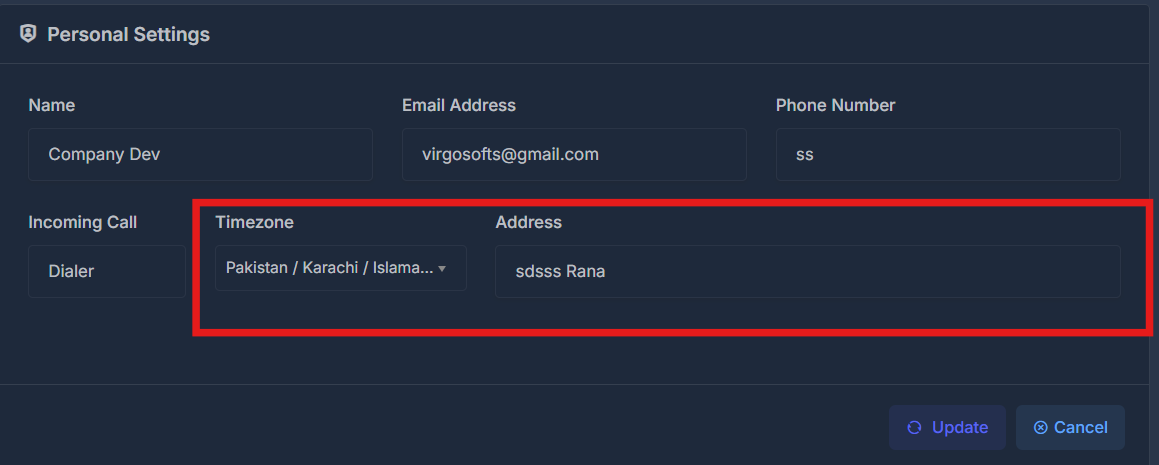 Personal Settings
Name
Email Address
Phone Number
Company Dev
virgosofts@gmail.com
ss
Incoming Call
Timezone
Address
Dialer
Pakistan / Karachi / Islama...
sdsss Rana
Update
Cancel